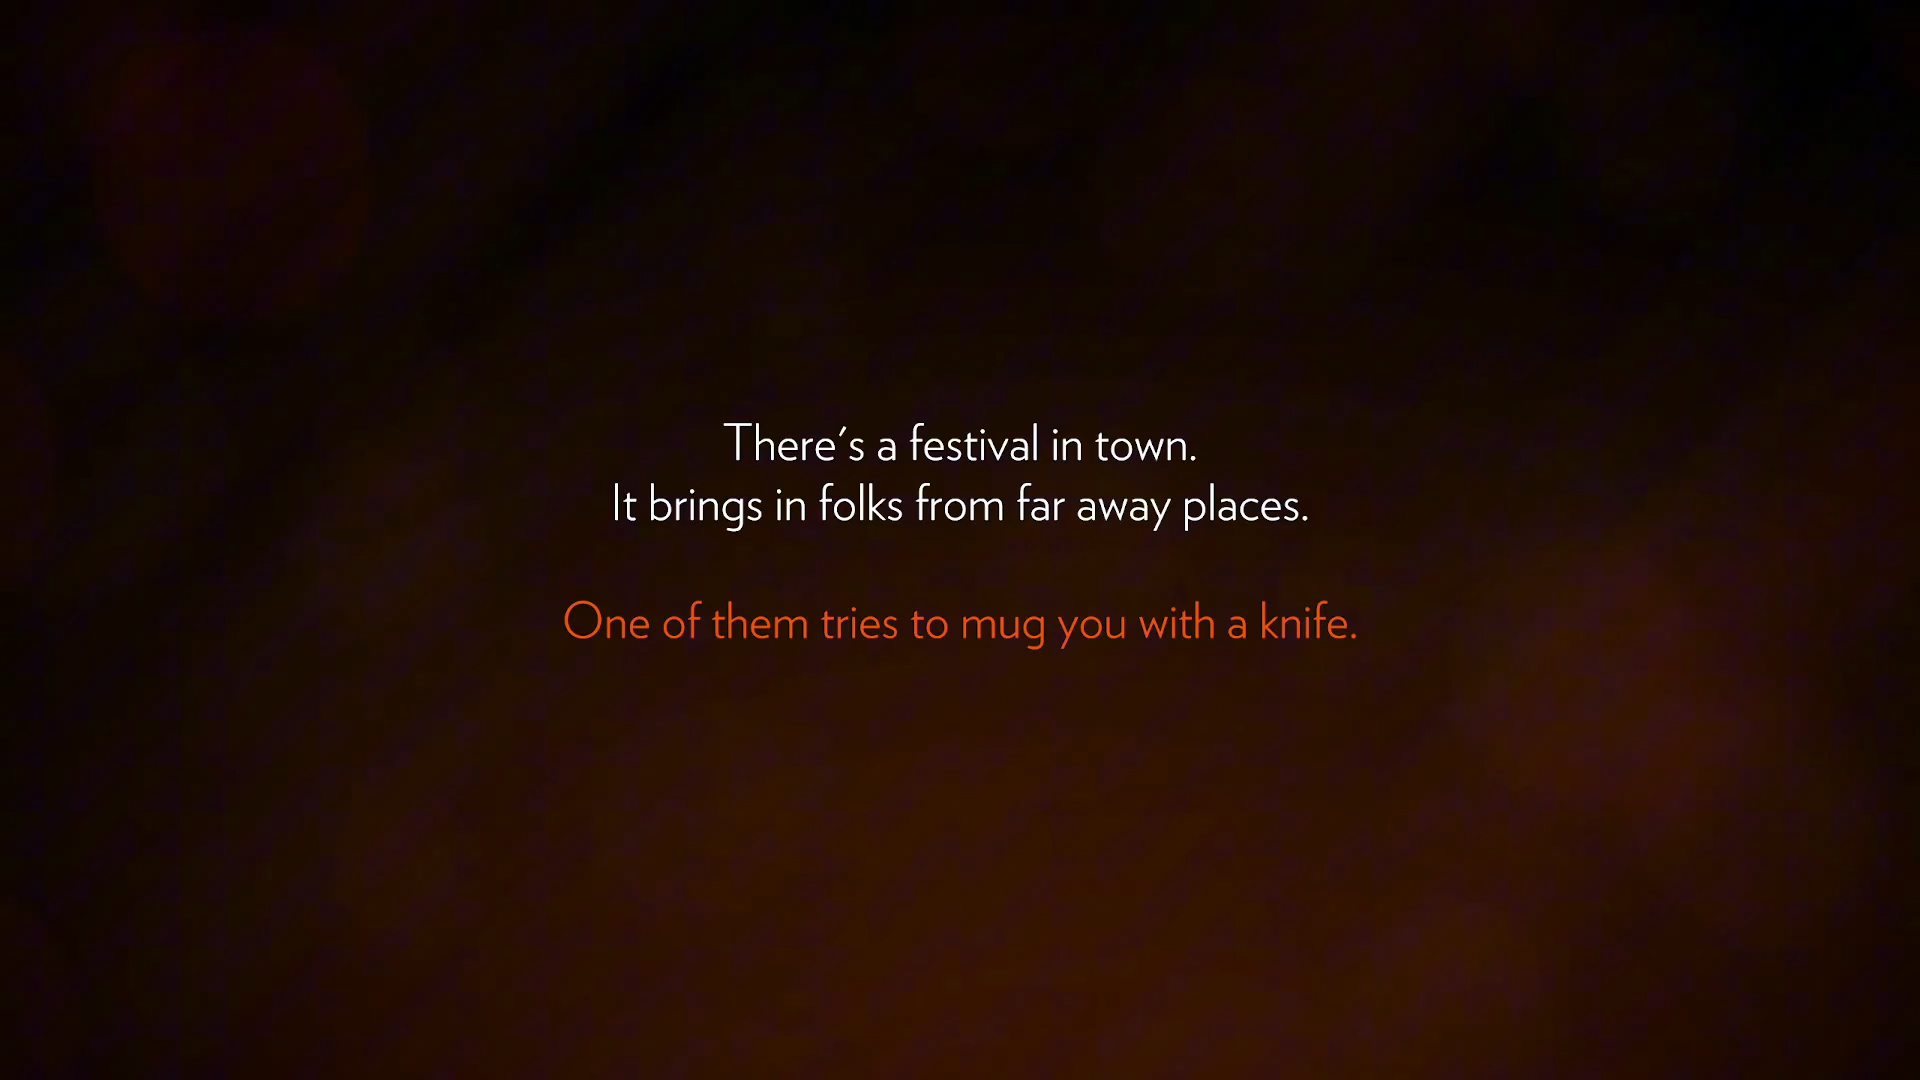 There's a festival in town.
It brings in folks from far away places.
One of them tries to mug you with a knife.